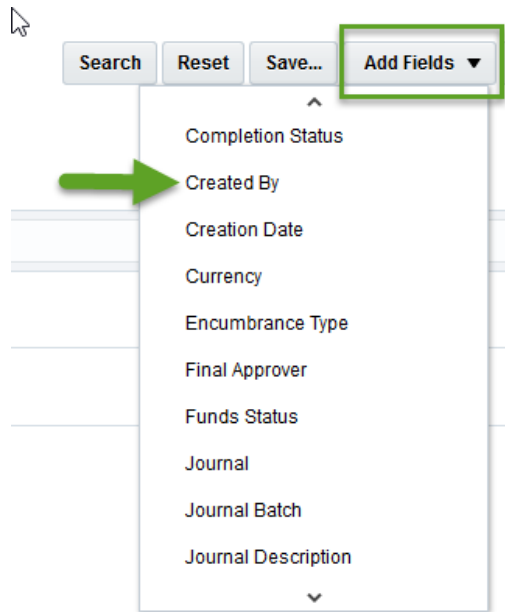 Search Reset Save... Add Fields
Completion Status
Created By
Creation Date
Currency
Encumbrance Type
Final Approver
Funds Status
Journal
Journal Batch
Journal Description